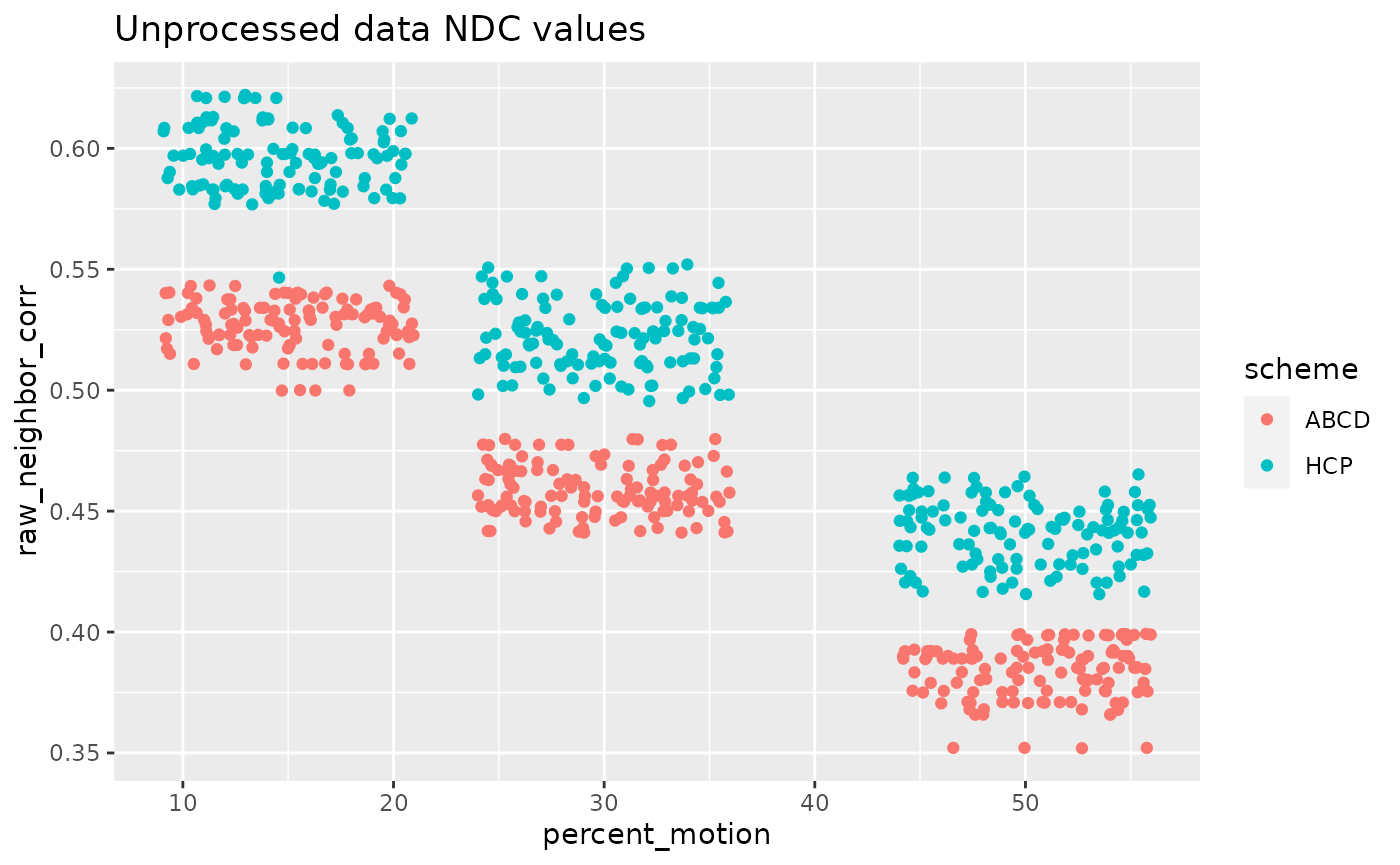 Unprocessed data NDC values
raw_neighbor_corr
0.60
0.55
0.50
0.45
0.40
0.35
10 20 30 40 50
percent_motion
scheme
ABCD
HCP